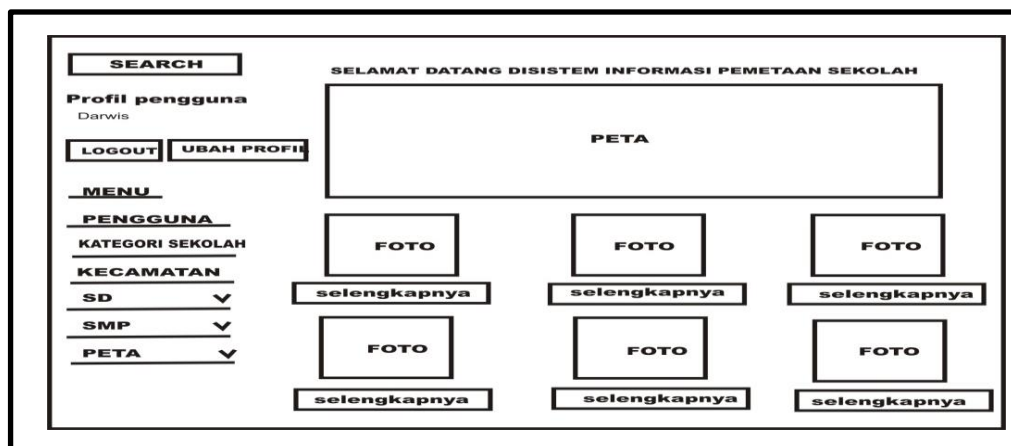 SEARCH
Profil pengguna
Darwis
LOGOUT
UBAH PROFIL
MENU
PENGGUNA
KATEGORI SEKOLAH
KECAMATAN
SD
SMP
PETA
SELAMAT DATANG DISISTEM INFORMASI PEMETAAN SEKOLAH
PETA
FOTO
FOTO
FOTO
selengkapnya
selengkapnya
selengkapnya
FOTO
FOTO
FOTO
selengkapnya
selengkapnya
selengkapnya